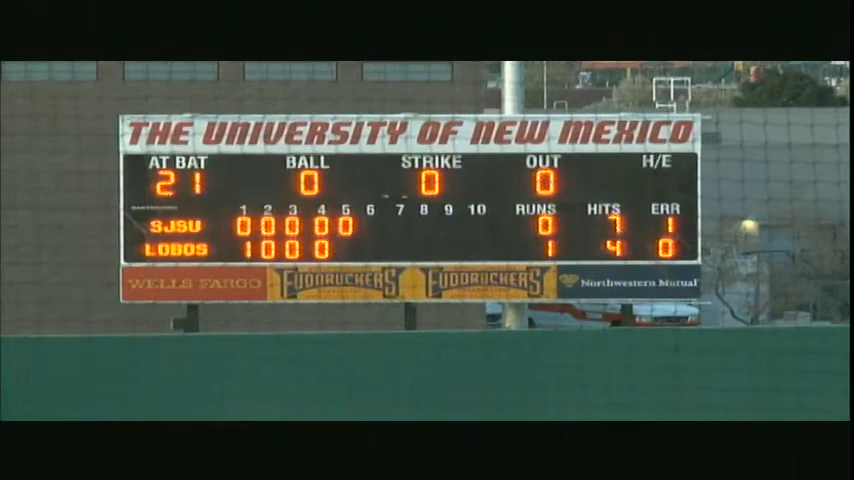 THE UNIVERSITY OF NEW MEXICO
AT BAT BALL STRIKE OUT H/E
21 0 0 0
1 2 3 4 5 6 7 8 9 10 RUNS HITS ERR
SJSU 0 0 0 0 0 0 1 1
LOBOS 1 0 0 0 1 4 0
WELLS FARGO FUDDRUCKERS FUDDRUCKERS Northwestern Mutual